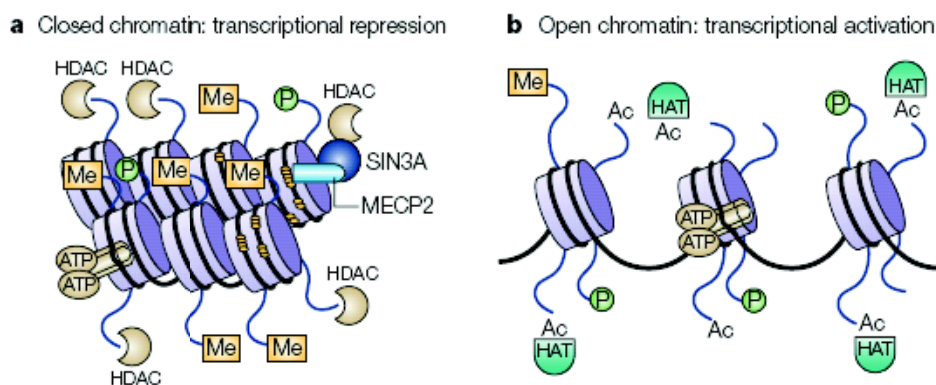 a Closed chromatin: transcriptional repression
HDAC HDAC
Me P HDAC
Me P Me Me SIN3A
MECP2
ATP
ATP
HDAC
HDAC Me Me
b Open chromatin: transcriptional activation
Me Ac HAT Ac P HAT Ac
ATP
ATP
P P
Ac HAT Ac Ac HAT